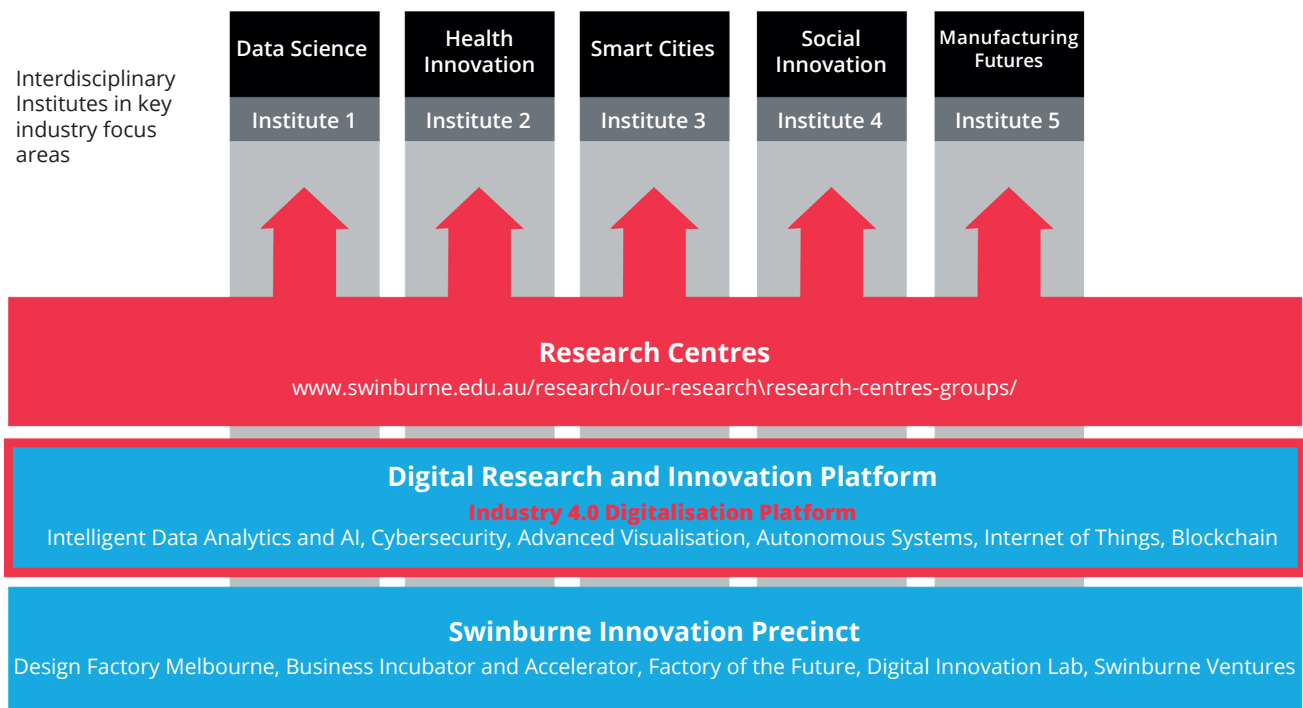 Interdisciplinary
Institutes in key
industry focus
areas
Data Science
Institute 1
Health
Innovation
Institute 2
Smart Cities
Institute 3
Social
Innovation
Institute 4
Manufacturing
Futures
Institute 5
Research Centres
www.swinburne.edu.au/research/our-research\research-centres-groups/
Digital Research and Innovation Platform
Industry 4.0 Digitalisation Platform
Intelligent Data Analytics and AI, Cybersecurity, Advanced Visualisation, Autonomous Systems, Internet of Things, Blockchain
Swinburne Innovation Precinct
Design Factory Melbourne, Business Incubator and Accelerator, Factory of the Future, Digital Innovation Lab, Swinburne Ventures